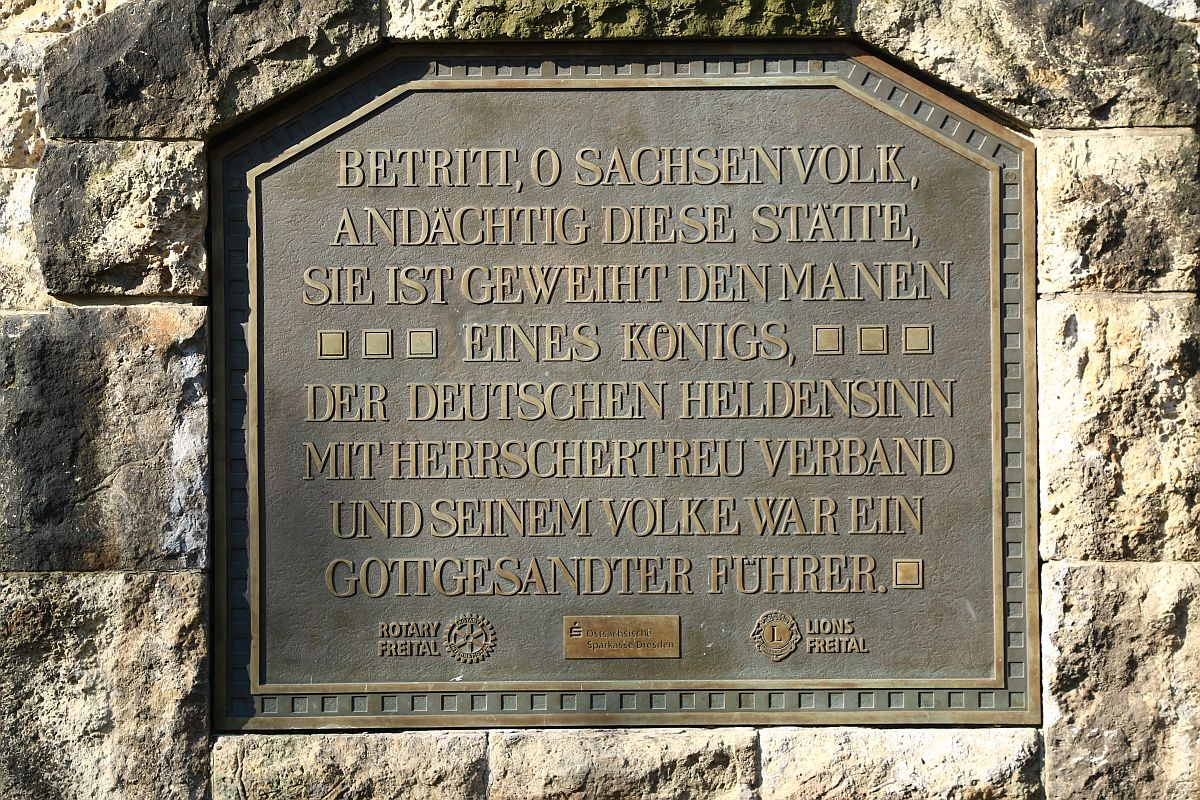 BETRITT, O SACHSENVOLK,
ANDÄCHTIG DIESE STÄTTE,
SIE IST GEWEIHT DEN MANEN
EINES KÖNIGS,
DER DEUTSCHEN HELDENSINN
MIT HERRSCHERTREU VERBAND
UND SEINEM VOLKE WAR EIN
GOTTGESANDTER FÜHRER.
ROTARY
FREITAL
Ostsächsische
Sparkasse Dresden
L
LIONS
FREITAL